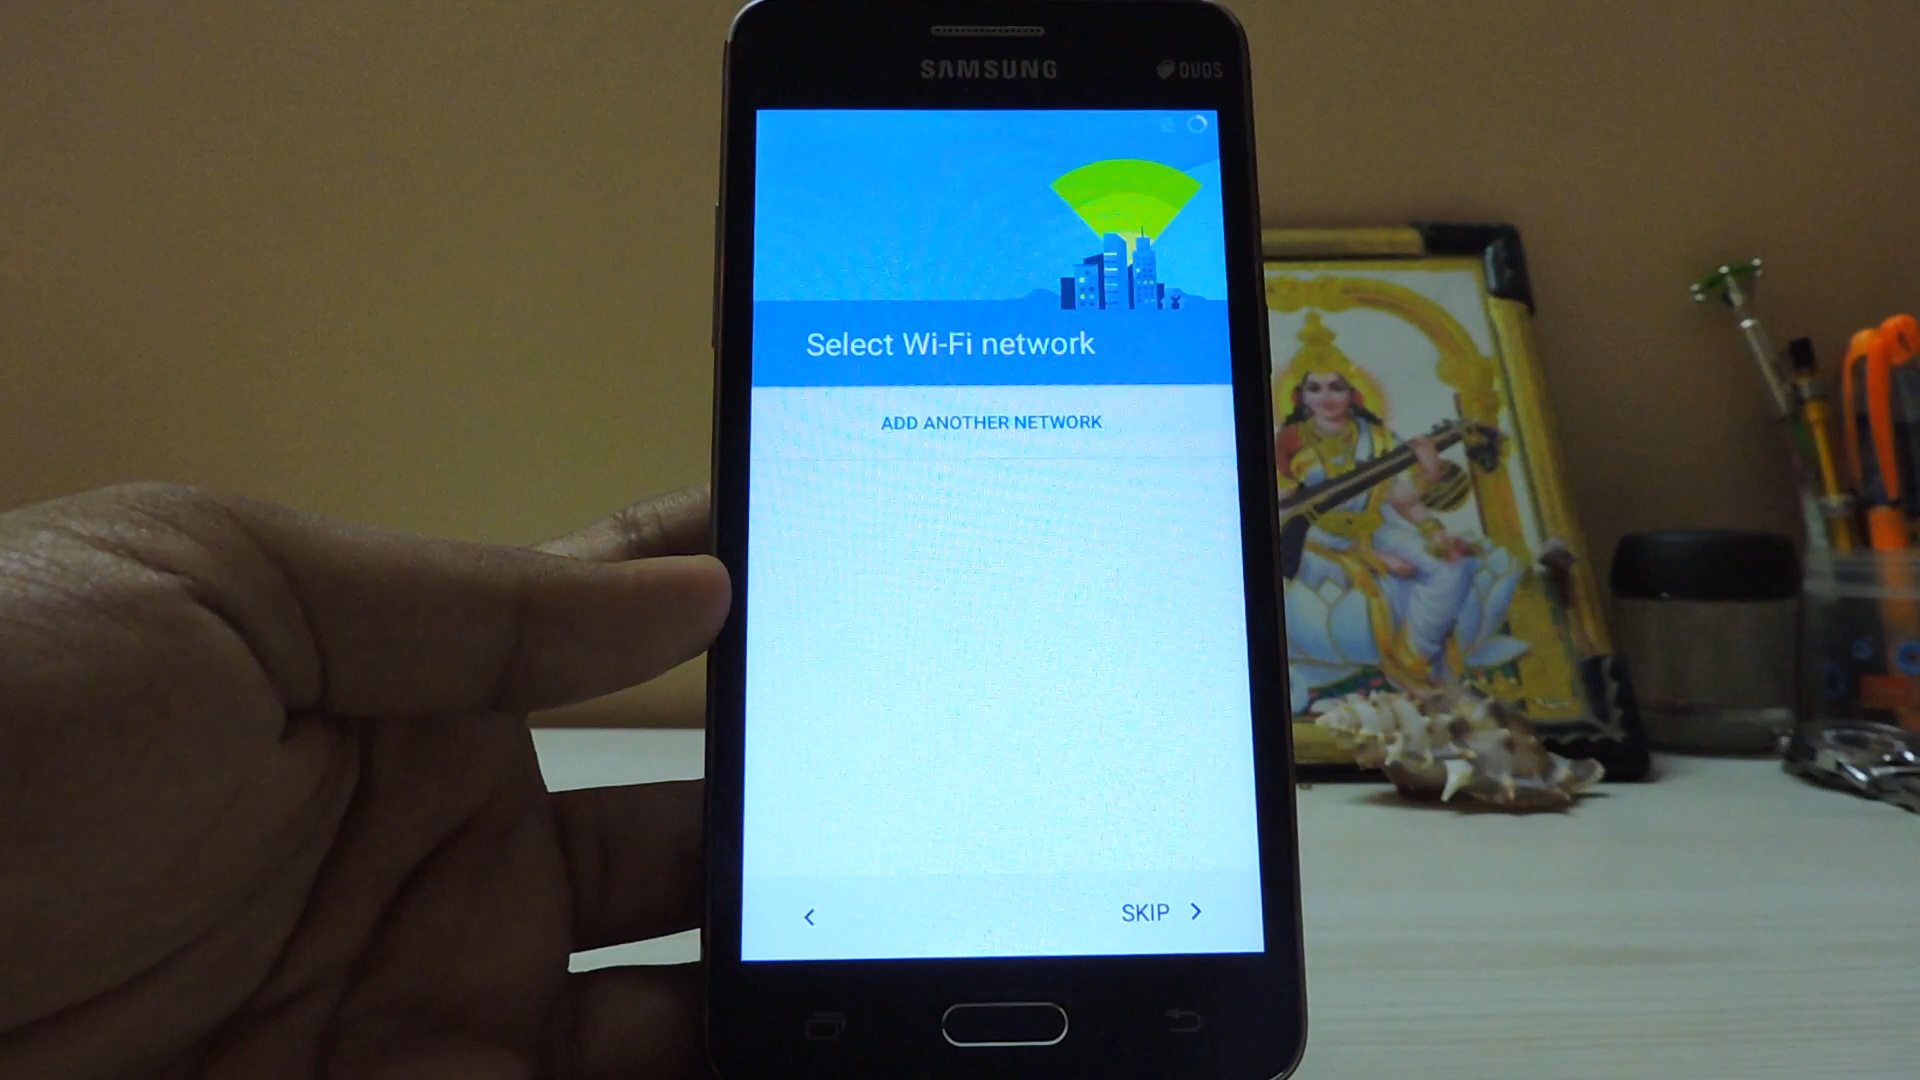 SAMSUNG
DUOS
Select Wi-Fi network
ADD ANOTHER NETWORK
SKIP